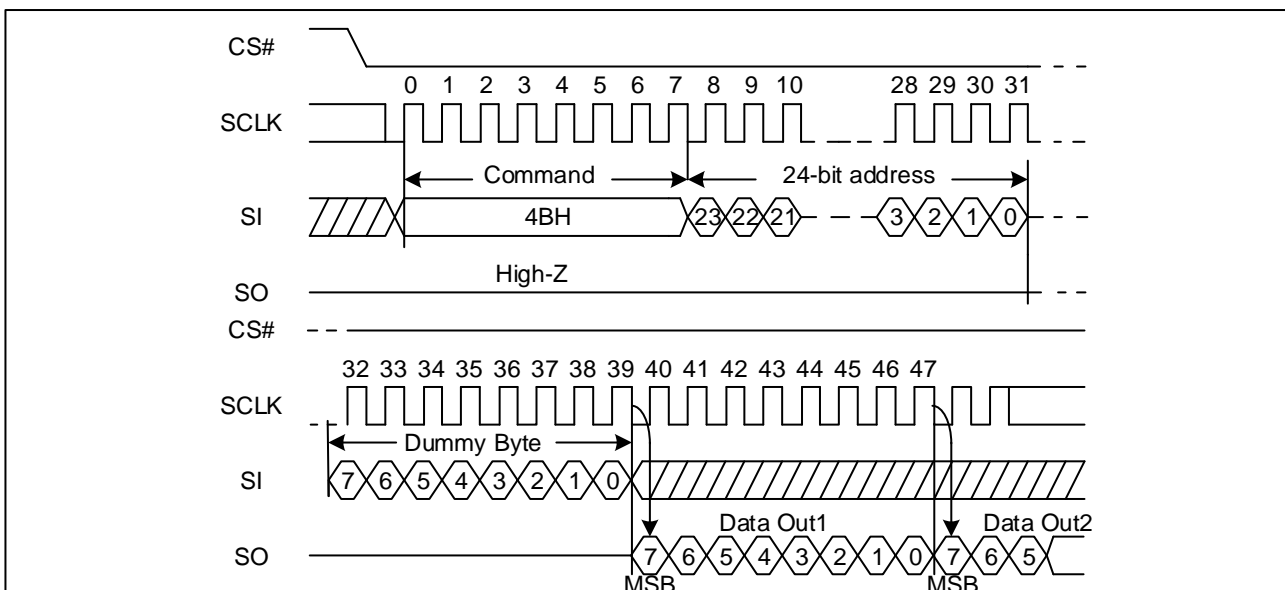 CS#
0 1 2 3 4 5 6 7 8 9 10 28 29 30 31
SCLK
Command 24-bit address
SI 4BH 23 22 21 3 2 1 0
High-Z
SO
CS#
32 33 34 35 36 37 38 39 40 41 42 43 44 45 46 47
SCLK
Dummy Byte
SI 7 6 5 4 3 2 1 0
Data Out1 Data Out2
SO 7 6 5 4 3 2 1 0 7 6 5
MSB MSB